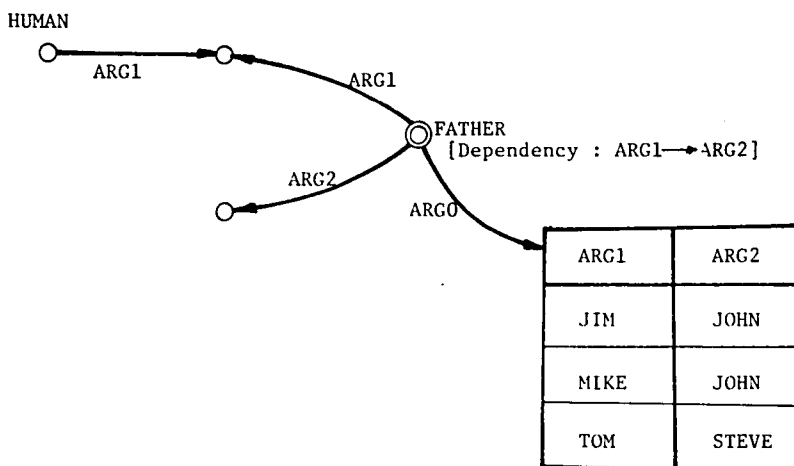 HUMAN
ARG1
ARG1
FATHER
[Dependency : ARG1→ARG2]
ARG2
ARG0
ARG1 ARG2
JIM JOHN
MIKE JOHN
TOM STEVE